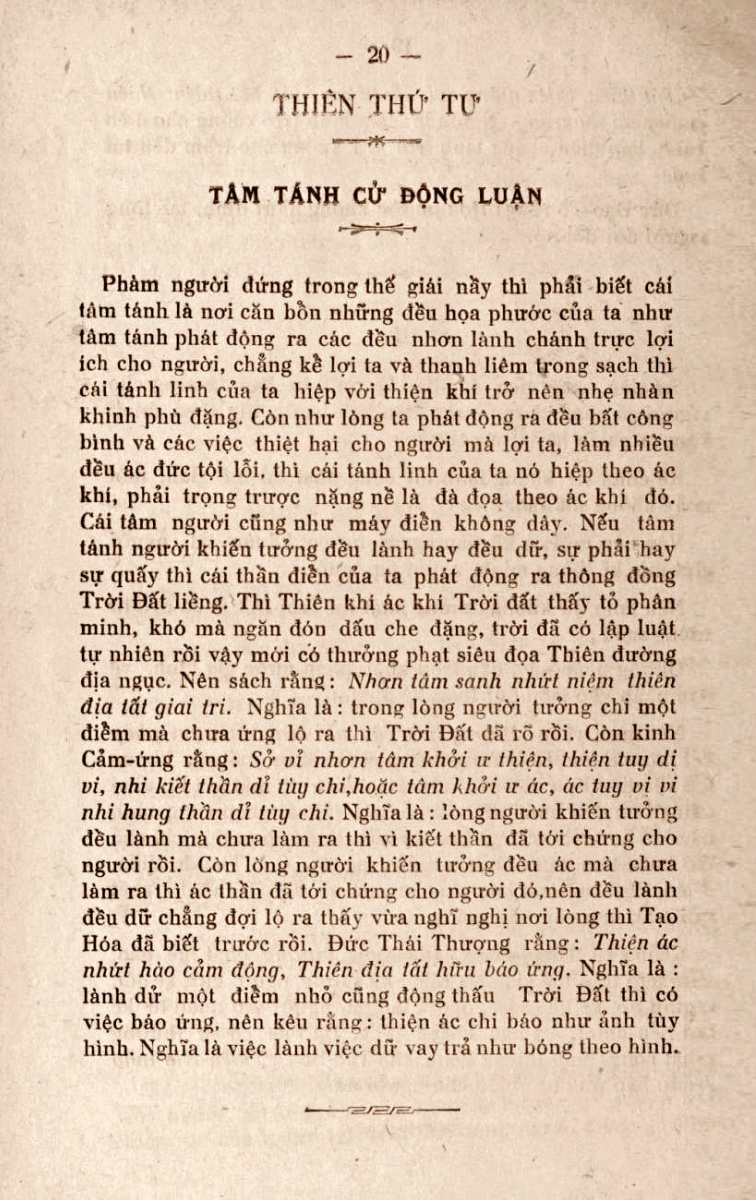 — 20 —
THIÊN THỨ TƯ
TÂM TÁNH CỬ ĐỘNG LUẬN
Phàm người đứng trong thế giái nầy thì phải biết cái
tâm tánh là nơi căn bổn những đều họa phước của ta như
tâm tánh phát động ra các đều nhơn lành chánh trực lợi
ích cho người, chẳng kể lợi ta và thanh liêm trong sạch thì
cái tánh linh của ta hiệp với thiện khí trở nên nhẹ nhàn
khinh phù đặng. Còn như lòng ta phát động ra đều bất công
bình và các việc thiệt hại cho người mà lợi ta, làm nhiều
đều ác đức tội lỗi, thì cái tánh linh của ta nó hiệp theo ác
khí, phải trọng trược nặng nề là đà đọa theo ác khí đó.
Cái tâm người cũng như máy điển không dây. Nếu tâm
tánh người khiến tưởng đều lành hay đều dữ, sự phải hay
sự quấy thì cái thần điển của ta phát động ra thông đồng
Trời Đất liềng. Thì Thiên khí ác khí Trời đất thấy tỏ phân
minh, khó mà ngăn đón dấu che đặng, trời đã có lập luật
tự nhiên rồi vậy mới có thưởng phạt siêu đọa Thiên đường
địa ngục. Nên sách rằng: Nhơn tâm sanh nhứt niệm thiên
địa tất giai tri. Nghĩa là: trong lòng người tưởng chi một
điểm mà chưa ứng lộ ra thì Trời Đất đã rõ rồi. Còn kinh
Cảm-ứng rằng: Sở vỉ nhơn tâm khởi ư thiện, thiện tuy dị
vi, nhi kiết thần dỉ tùy chi,hoặc tâm khởi ư ác, ác tuy vị vi
nhi hung thần dỉ tùy chi. Nghĩa là: lòng người khiến tưởng
đều lành mà chưa làm ra thì vì kiết thần đã tới chứng cho
người rồi. Còn lòng người khiến tưởng đều ác mà chưa
làm ra thì ác thần đã tới chứng cho người đó,nên đều lành
đều dữ chẳng đợi lộ ra thấy vừa nghĩ nghị nơi lòng thì Tạo
Hóa đã biết trước rồi. Đức Thái Thượng rằng: Thiện ác
nhứt hào cảm động, Thiên địa tất hữu báo ứng. Nghĩa là:
lành dử một điểm nhỏ cũng động thấu Trời Đất thì có
việc báo ứng, nên kêu rằng: thiện ác chi báo như ảnh tùy
hình. Nghĩa là việc lành việc dữ vay trả như bóng theo hình.